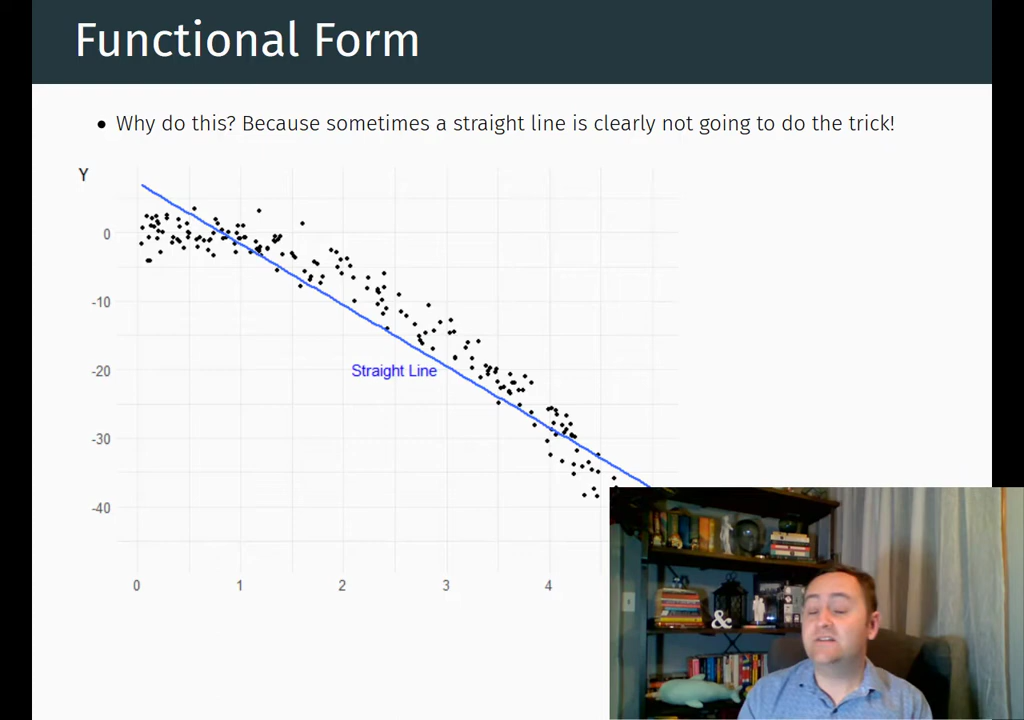 Functional Form
• Why do this? Because sometimes a straight line is clearly not going to do the trick!
Y
0
-10
-20
Straight Line
-30
-40
0 1 2 3 4
&